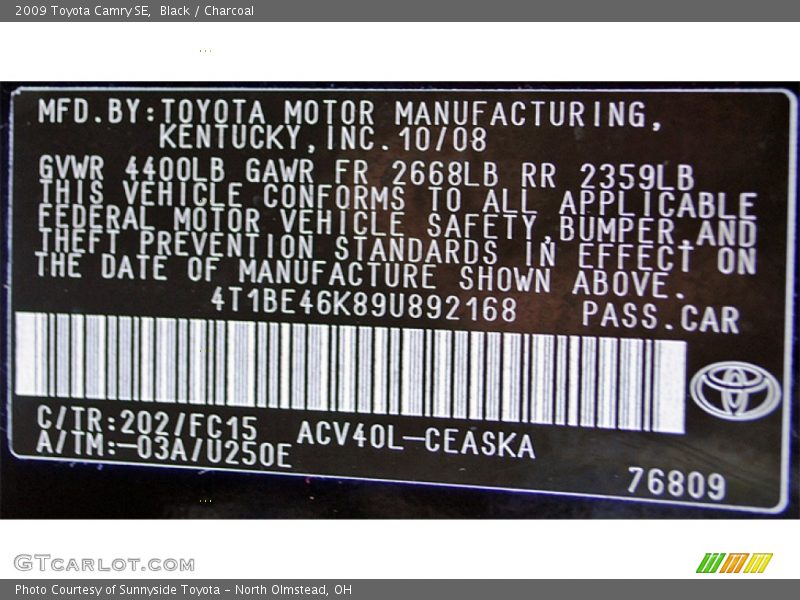 2009 Toyota Camry SE, Black / Charcoal
MFD.BY:TOYOTA MOTOR MANUFACTURING,
KENTUCKY,INC.10/08
GVWR 4400LB GAWR FR 2668LB RR 2359LB
THIS VEHICLE CONFORMS TO ALL APPLICABLE
FEDERAL MOTOR VEHICLE SAFETY,BUMPER,AND
THEFT PREVENTION STANDARDS IN EFFECT ON
THE DATE OF MANUFACTURE SHOWN ABOVE.
4T1BE46K89U892168 PASS.CAR
C/TR:202/FC15 ACV40L-CEASKA
A/TM:-03A/U250E
76809
GTCARLOT.COM
Photo Courtesy of Sunnyside Toyota - North Olmstead, OH